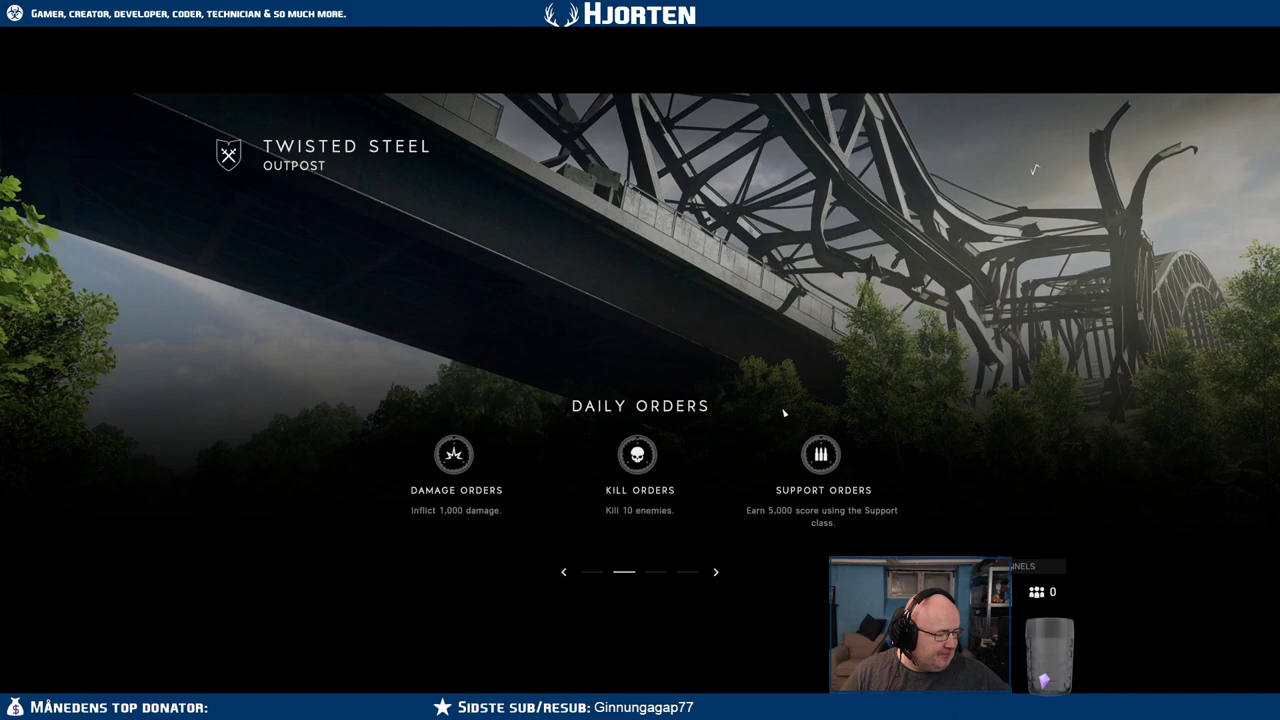 Gamer, creator, developer, coder, technician & so much more.
Hjorten
TWISTED STEEL
OUTPOST
DAILY ORDERS
DAMAGE ORDERS
Inflict 1,000 damage.
KILL ORDERS
Kill 10 enemies.
SUPPORT ORDERS
Earn 5,000 score using the Support
class.
NNELS
0
Månedens top donator:
Sidste sub/resub: Ginnungagap77